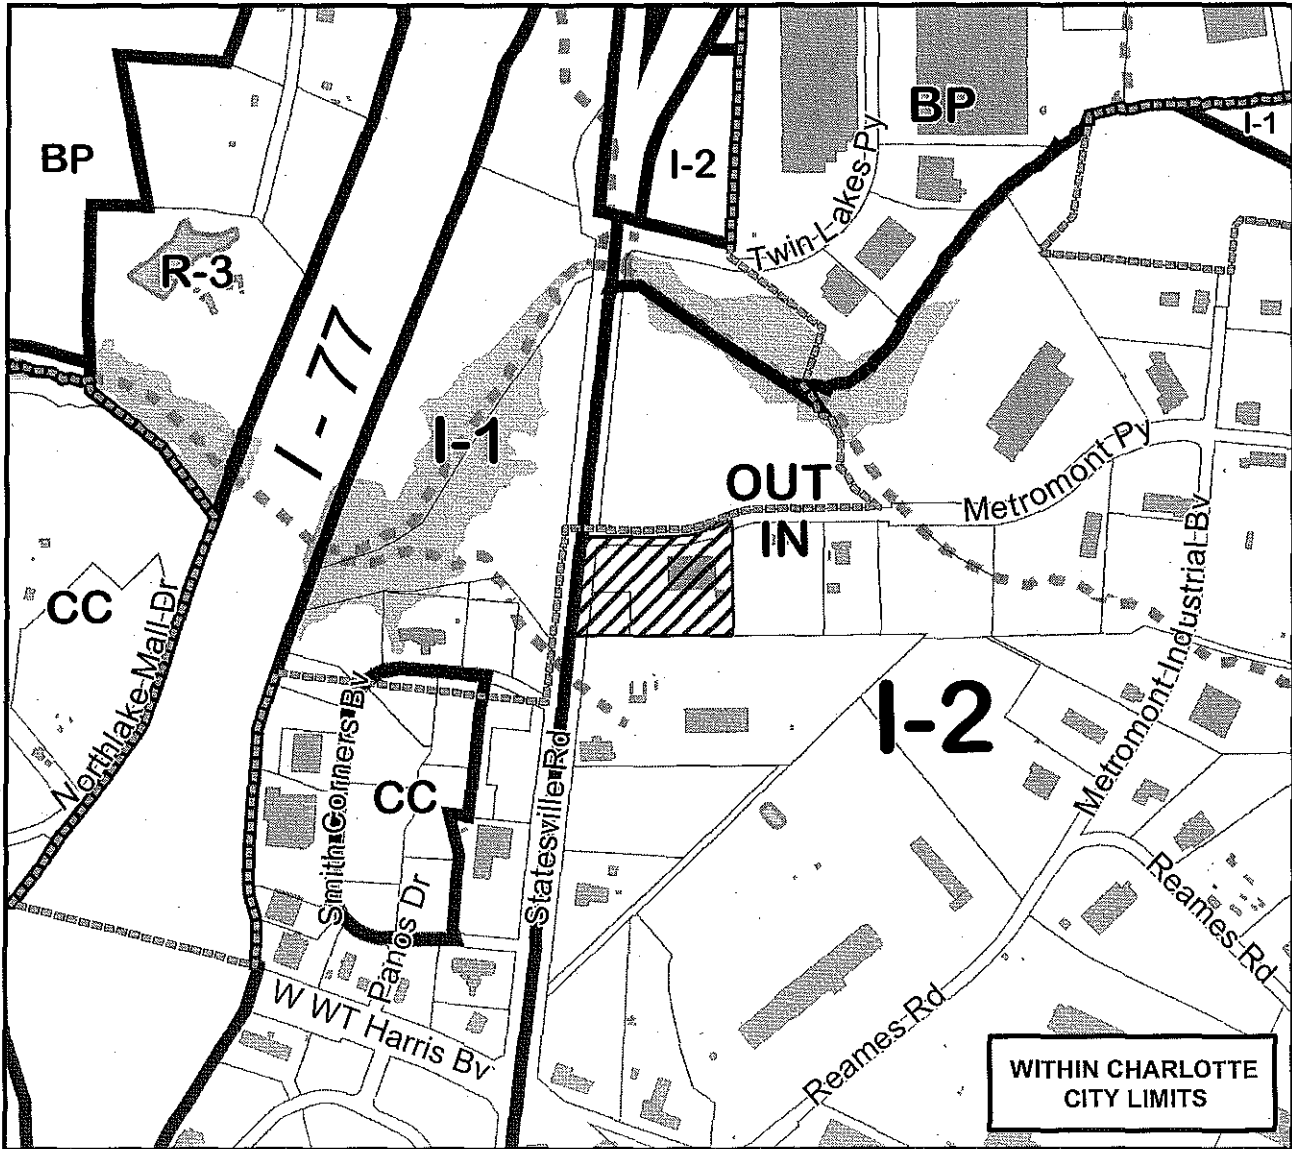 BP
I-1
BP
I-2
Twin Lakes Py
R-3
I - 77
I-1
OUT
IN
Metromont Py
CC
Northlake Mall Dr
Metromont Industrial Bv
I-2
Smith Corners Bv
CC
Statesville Rd
Panos Dr
Reames Rd
W WT Harris Bv
Reames Rd
WITHIN CHARLOTTE
CITY LIMITS